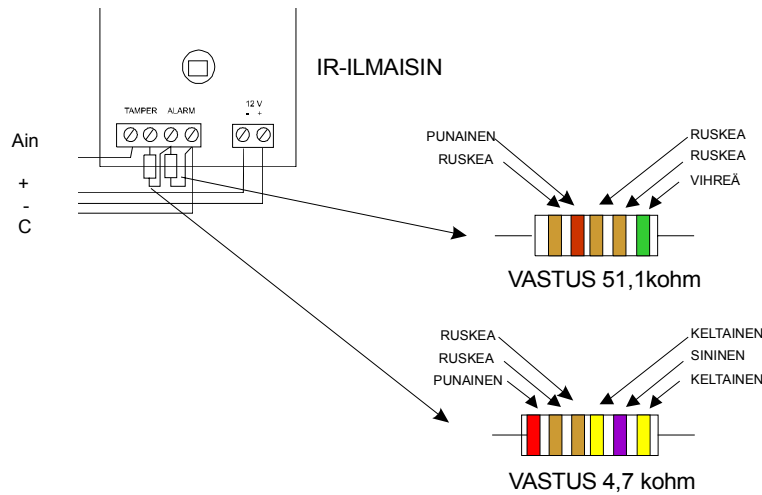 IR-ILMAISIN
12 V
TAMPER ALARM
- +
Ain
+
-
C
PUNAINEN
RUSKEA
RUSKEA
RUSKEA
VIHREÄ
VASTUS 51,1kohm
RUSKEA
RUSKEA
PUNAINEN
KELTAINEN
SININEN
KELTAINEN
VASTUS 4,7 kohm